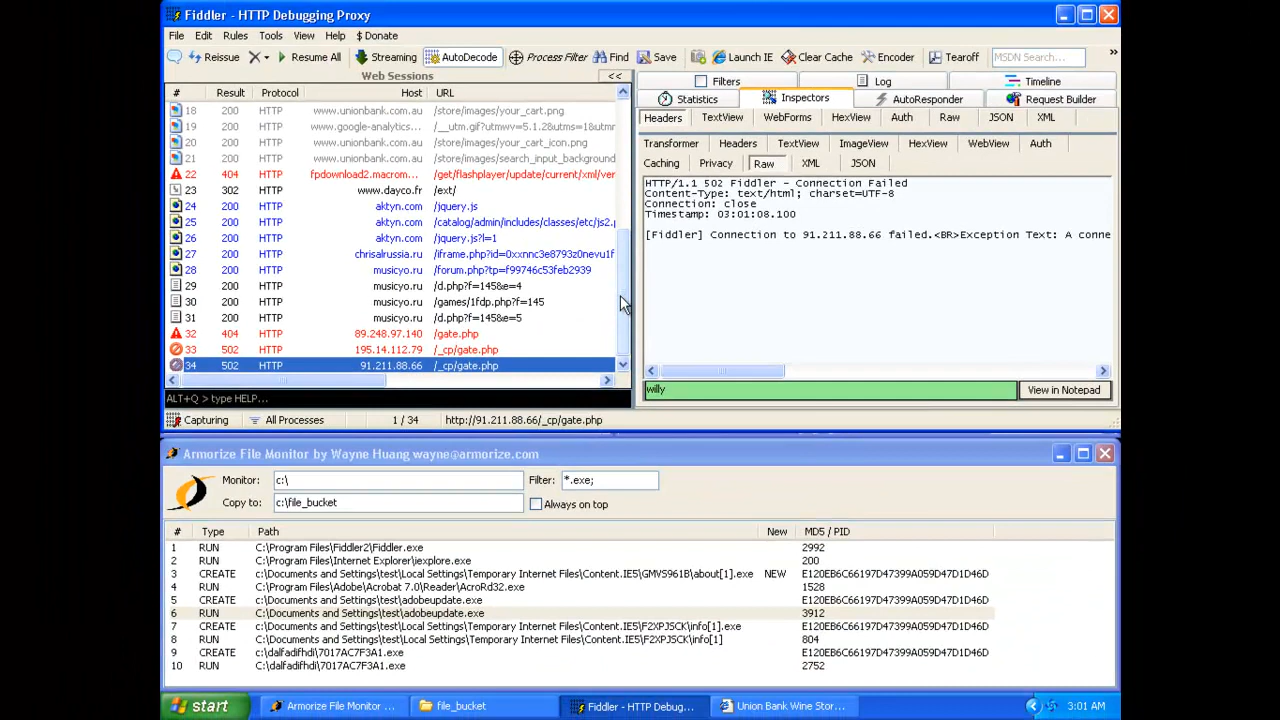 Fiddler - HTTP Debugging Proxy
File Edit Rules Tools View Help $ Donate
Reissue Resume All Streaming AutoDecode Process Filter Find Save Launch IE Clear Cache Encoder Tearoff MSDN Search... »
Web Sessions <<
# Result Protocol Host URL
18 200 HTTP www.unionbank.com.au /store/images/your_cart.png
19 200 HTTP www.google-analytics... /__utm.gif?utmwv=5.1.2&utms=1&utmr
20 200 HTTP www.unionbank.com.au /store/images/your_cart_icon.png
21 200 HTTP www.unionbank.com.au /store/images/search_input_background
22 404 HTTP fpdownload2.macrom... /get/flashplayer/update/current/xml/ver
23 302 HTTP www.dayco.fr /ext/
24 200 HTTP aktyn.com /jquery.js
25 200 HTTP aktyn.com /catalog/admin/includes/classes/etc/js2.
26 200 HTTP aktyn.com /jquery.js?l=1
27 200 HTTP chrisalrussia.ru /iframe.php?id=0xxnnc3e8793z0nevu1f
28 200 HTTP musicyo.ru /forum.php?tp=f99746c53feb2939
29 200 HTTP musicyo.ru /d.php?f=145&e=4
30 200 HTTP musicyo.ru /games/1fdp.php?f=145
31 200 HTTP musicyo.ru /d.php?f=145&e=5
32 404 HTTP 89.248.97.140 /gate.php
33 502 HTTP 195.14.112.79 /_cp/gate.php
34 502 HTTP 91.211.88.66 /_cp/gate.php
ALT+Q > type HELP...
Capturing All Processes 1 / 34 http://91.211.88.66/_cp/gate.php
Filters Log Timeline
Statistics Inspectors AutoResponder Request Builder
Headers TextView WebForms HexView Auth Raw JSON XML
Transformer Headers TextView ImageView HexView WebView Auth
Caching Privacy Raw XML JSON
HTTP/1.1 502 Fiddler - Connection Failed
Content-Type: text/html; charset=UTF-8
Connection: close
Timestamp: 03:01:08.100
[Fiddler] Connection to 91.211.88.66 failed.<BR>Exception Text: A conne
willy View in Notepad
Armorize File Monitor by Wayne Huang wayne@armorize.com
Monitor: c:\ Filter: *.exe;
Copy to: c:\file_bucket Always on top
# Type Path New MD5 / PID
1 RUN C:\Program Files\Fiddler2\Fiddler.exe 2992
2 RUN C:\Program Files\Internet Explorer\iexplore.exe 200
3 CREATE c:\Documents and Settings\test\Local Settings\Temporary Internet Files\Content.IE5\GMVS961B\about[1].exe NEW E120EB6C66197D47399A059D47D1D46D
4 RUN C:\Program Files\Adobe\Acrobat 7.0\Reader\AcroRd32.exe 1528
5 CREATE c:\Documents and Settings\test\adobeupdate.exe E120EB6C66197D47399A059D47D1D46D
6 RUN C:\Documents and Settings\test\adobeupdate.exe 3912
7 CREATE c:\Documents and Settings\test\Local Settings\Temporary Internet Files\Content.IE5\F2XPJSCK\info[1].exe E120EB6C66197D47399A059D47D1D46D
8 RUN C:\Documents and Settings\test\Local Settings\Temporary Internet Files\Content.IE5\F2XPJSCK\info[1] 804
9 CREATE c:\dalfadifhdi\7017AC7F3A1.exe E120EB6C66197D47399A059D47D1D46D
10 RUN C:\dalfadifhdi\7017AC7F3A1.exe 2752
start Armorize File Monitor ... file_bucket Fiddler - HTTP Debug... Union Bank Wine Stor... 3:01 AM